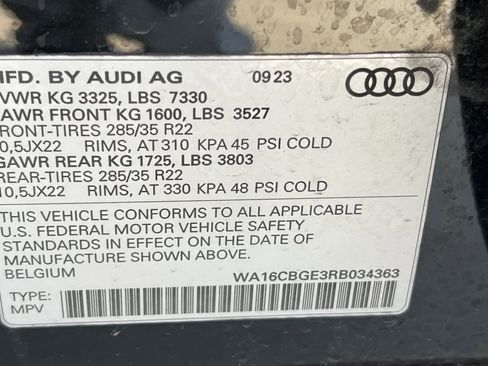 MFD. BY AUDI AG 09.23
GVWR KG 3325, LBS 7330
GAWR FRONT KG 1600, LBS 3527
FRONT-TIRES 285/35 R22
10,5JX22 RIMS, AT 310 KPA 45 PSI COLD
GAWR REAR KG 1725, LBS 3803
REAR-TIRES 285/35 R22
10,5JX22 RIMS, AT 330 KPA 48 PSI COLD
THIS VEHICLE CONFORMS TO ALL APPLICABLE
U.S. FEDERAL MOTOR VEHICLE SAFETY
STANDARDS IN EFFECT ON THE DATE OF
MANUFACTURE SHOWN ABOVE.
BELGIUM WA16CBGE3RB034363
TYPE:
MPV